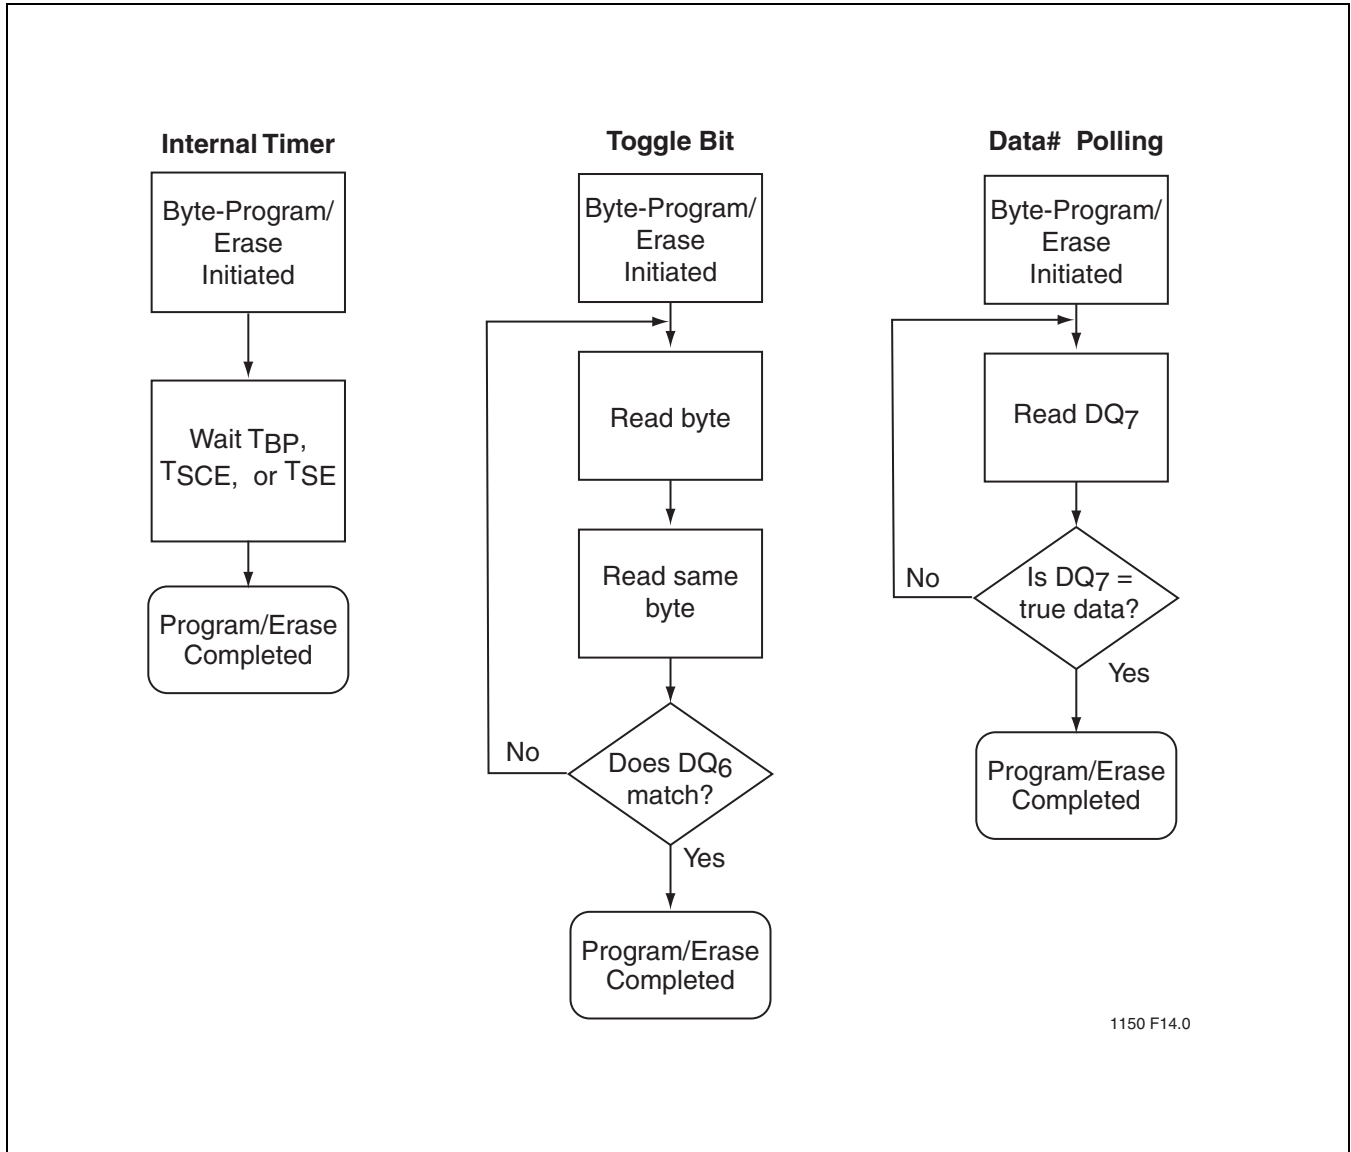 Internal Timer
Byte-Program/
Erase
Initiated
Wait TBP,
TSCE, or TSE
Program/Erase
Completed
Toggle Bit
Byte-Program/
Erase
Initiated
Read byte
Read same
byte
No
Does DQ6
match?
Yes
Program/Erase
Completed
Data# Polling
Byte-Program/
Erase
Initiated
Read DQ7
No
Is DQ7 =
true data?
Yes
Program/Erase
Completed
1150 F14.0